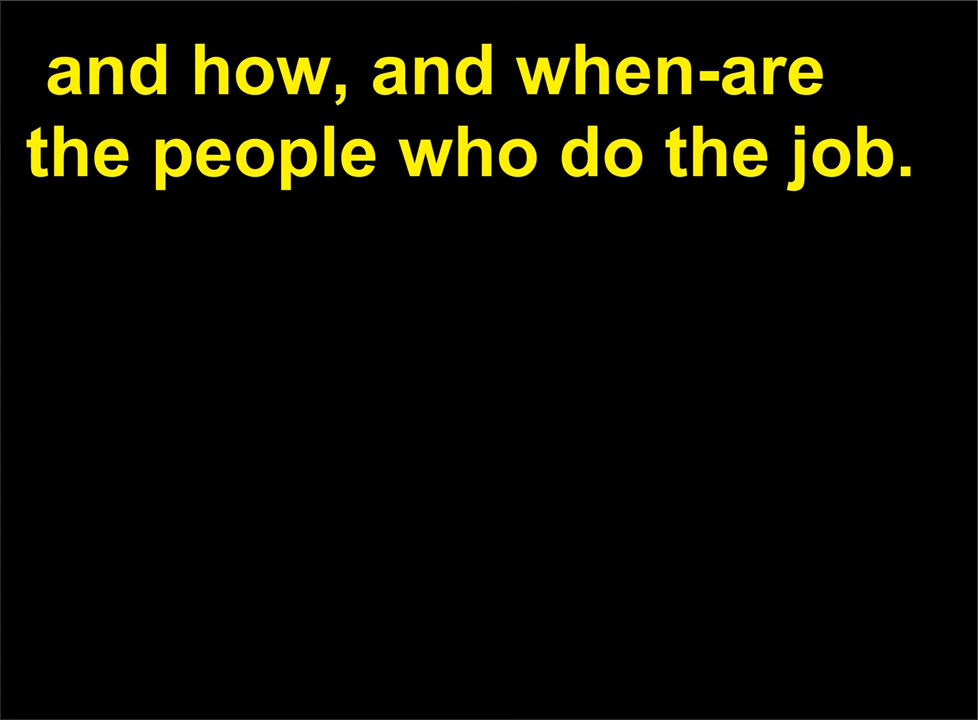 and how, and when-are
the people who do the job.